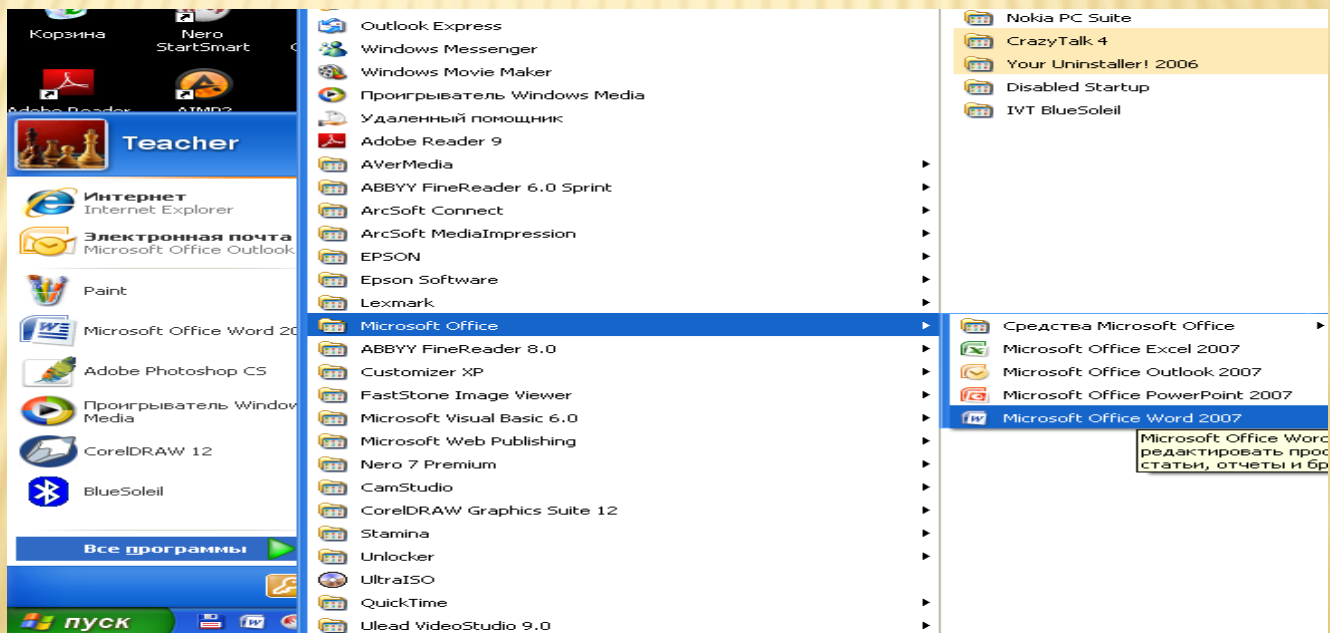 Корзина
Nero
StartSmart
Adobe Reader
AIMP2
Teacher
Интернет
Internet Explorer
Электронная почта
Microsoft Office Outlook
Paint
Microsoft Office Word 20
Adobe Photoshop CS
Проигрыватель Window
Media
CorelDRAW 12
BlueSoleil
Все программы
пуск
Outlook Express
Windows Messenger
Windows Movie Maker
Проигрыватель Windows Media
Удаленный помощник
Adobe Reader 9
AVerMedia
ABBYY FineReader 6.0 Sprint
ArcSoft Connect
ArcSoft MediaImpression
EPSON
Epson Software
Lexmark
Microsoft Office
ABBYY FineReader 8.0
Customizer XP
FastStone Image Viewer
Microsoft Visual Basic 6.0
Microsoft Web Publishing
Nero 7 Premium
CamStudio
CorelDRAW Graphics Suite 12
Stamina
Unlocker
UltraISO
QuickTime
Ulead VideoStudio 9.0
Nokia PC Suite
CrazyTalk 4
Your Uninstaller! 2006
Disabled Startup
IVT BlueSoleil
Средства Microsoft Office
Microsoft Office Excel 2007
Microsoft Office Outlook 2007
Microsoft Office PowerPoint 2007
Microsoft Office Word 2007
Microsoft Office Word
редактировать прос
статьи, отчеты и бр